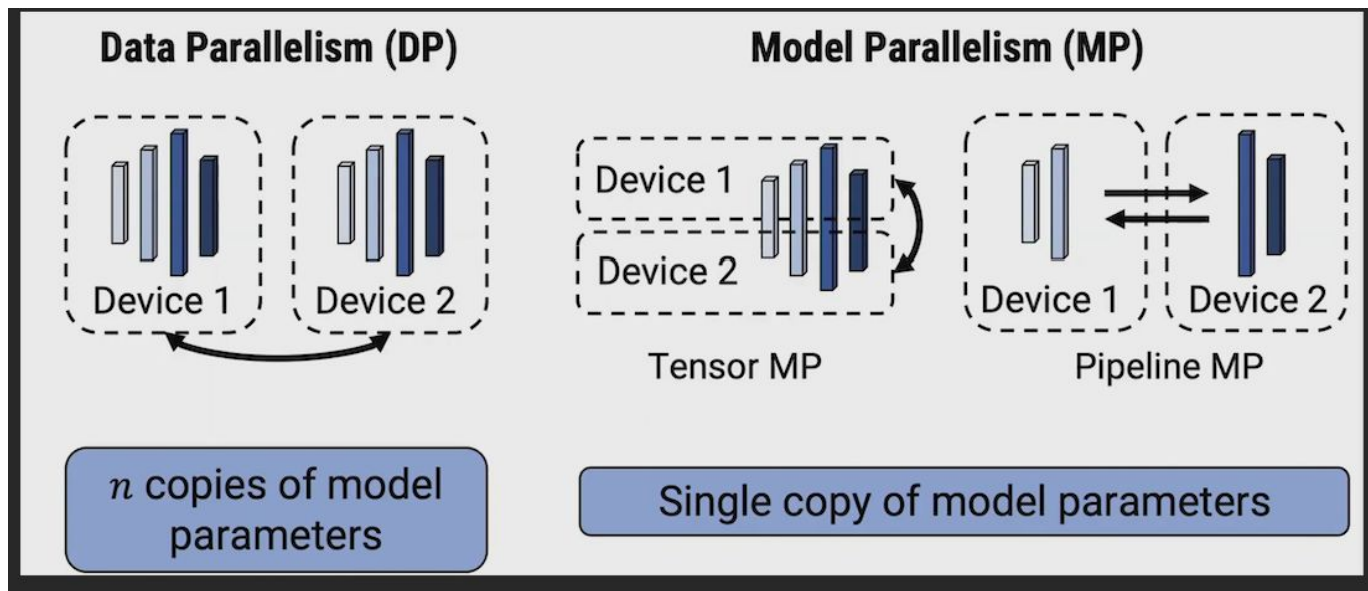 Data Parallelism (DP)
Device 1
Device 2
n copies of model
parameters
Model Parallelism (MP)
Device 1
Device 2
Tensor MP
Device 1
Device 2
Pipeline MP
Single copy of model parameters